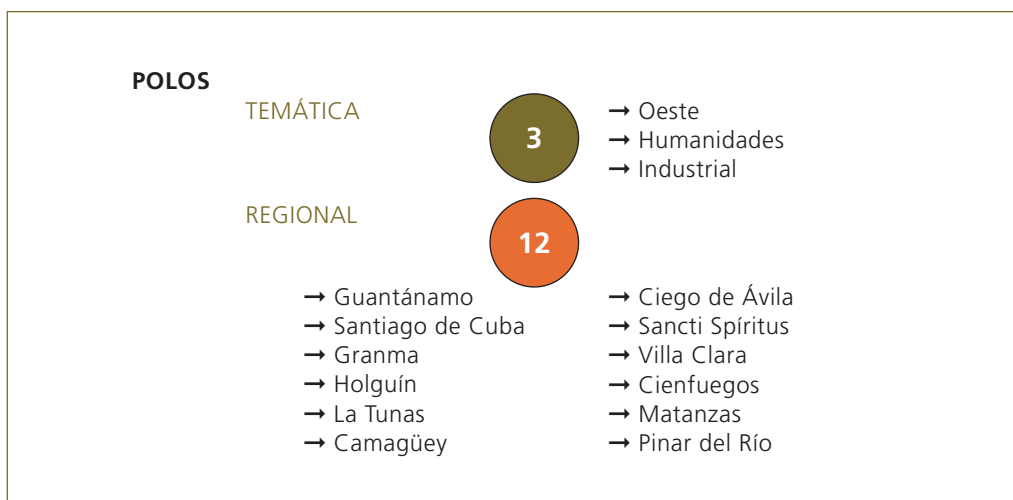 POLOS
TEMÁTICA
3
➞ Oeste
➞ Humanidades
➞ Industrial
REGIONAL
12
➞ Guantánamo
➞ Santiago de Cuba
➞ Granma
➞ Holguín
➞ La Tunas
➞ Camagüey
➞ Ciego de Ávila
➞ Sancti Spíritus
➞ Villa Clara
➞ Cienfuegos
➞ Matanzas
➞ Pinar del Río